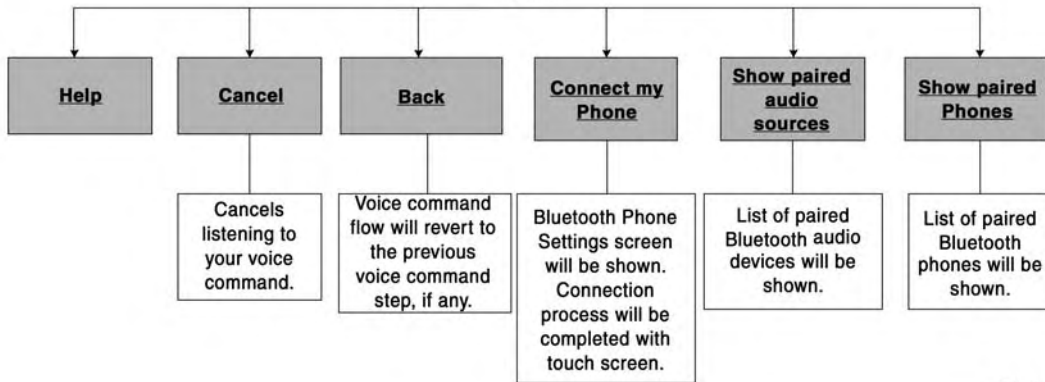 Help
Cancel
Back
Connect my
Phone
Show paired
audio
sources
Show paired
Phones
Cancels
listening to
your voice
command.
Voice command
flow will revert to
the previous
voice command
step, if any.
Bluetooth Phone
Settings screen
will be shown.
Connection
process will be
completed with
touch screen.
List of paired
Bluetooth audio
devices will be
shown.
List of paired
Bluetooth
phones will be
shown.